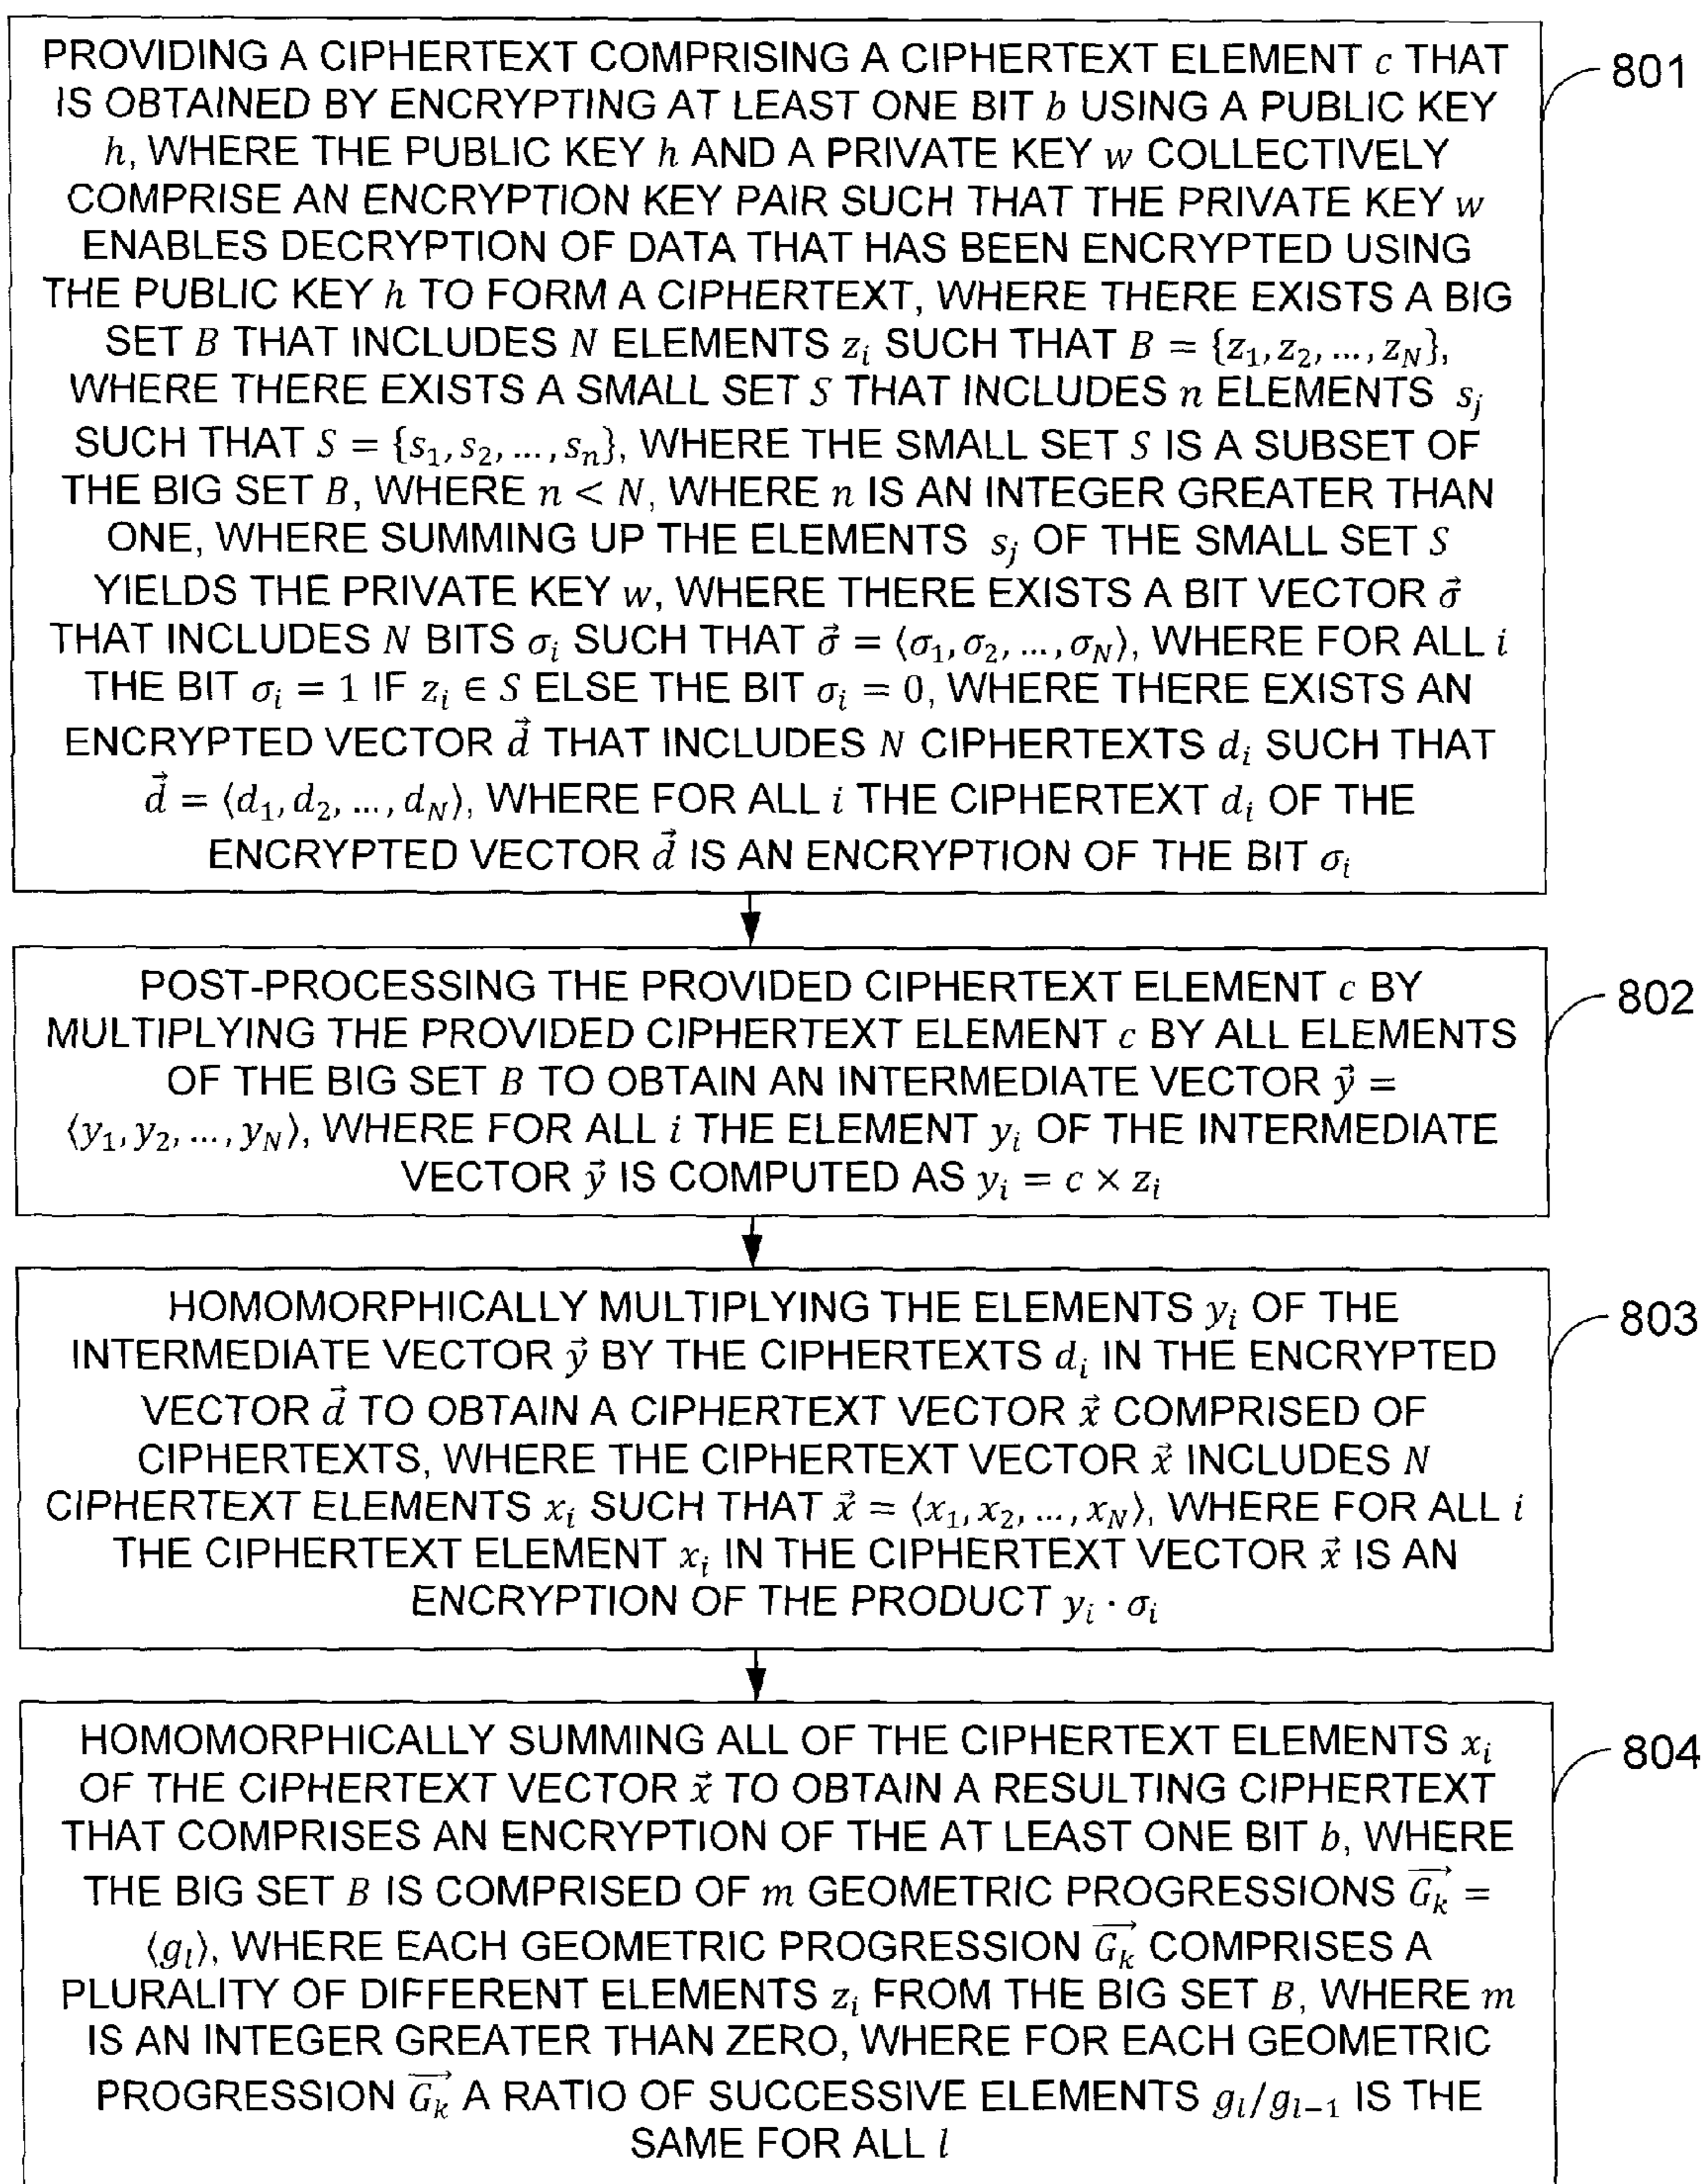 PROVIDING A CIPHERTEXT COMPRISING A CIPHERTEXT ELEMENT c THAT
IS OBTAINED BY ENCRYPTING AT LEAST ONE BIT b USING A PUBLIC KEY
h, WHERE THE PUBLIC KEY h AND A PRIVATE KEY w COLLECTIVELY
COMPRISE AN ENCRYPTION KEY PAIR SUCH THAT THE PRIVATE KEY w
ENABLES DECRYPTION OF DATA THAT HAS BEEN ENCRYPTED USING
THE PUBLIC KEY h TO FORM A CIPHERTEXT, WHERE THERE EXISTS A BIG
SET B THAT INCLUDES N ELEMENTS z_i SUCH THAT B = {z_1, z_2, ..., z_N},
WHERE THERE EXISTS A SMALL SET S THAT INCLUDES n ELEMENTS s_j
SUCH THAT S = {s_1, s_2, ..., s_n}, WHERE THE SMALL SET S IS A SUBSET OF
THE BIG SET B, WHERE n < N, WHERE n IS AN INTEGER GREATER THAN
ONE, WHERE SUMMING UP THE ELEMENTS s_j OF THE SMALL SET S
YIELDS THE PRIVATE KEY w, WHERE THERE EXISTS A BIT VECTOR σ⃗
THAT INCLUDES N BITS σ_i SUCH THAT σ⃗ = ⟨σ_1, σ_2, ..., σ_N⟩, WHERE FOR ALL i
THE BIT σ_i = 1 IF z_i ∈ S ELSE THE BIT σ_i = 0, WHERE THERE EXISTS AN
ENCRYPTED VECTOR d⃗ THAT INCLUDES N CIPHERTEXTS d_i SUCH THAT
d⃗ = ⟨d_1, d_2, ..., d_N⟩, WHERE FOR ALL i THE CIPHERTEXT d_i OF THE
ENCRYPTED VECTOR d⃗ IS AN ENCRYPTION OF THE BIT σ_i
801
POST-PROCESSING THE PROVIDED CIPHERTEXT ELEMENT c BY
MULTIPLYING THE PROVIDED CIPHERTEXT ELEMENT c BY ALL ELEMENTS
OF THE BIG SET B TO OBTAIN AN INTERMEDIATE VECTOR y⃗ =
⟨y_1, y_2, ..., y_N⟩, WHERE FOR ALL i THE ELEMENT y_i OF THE INTERMEDIATE
VECTOR y⃗ IS COMPUTED AS y_i = c × z_i
802
HOMOMORPHICALLY MULTIPLYING THE ELEMENTS y_i OF THE
INTERMEDIATE VECTOR y⃗ BY THE CIPHERTEXTS d_i IN THE ENCRYPTED
VECTOR d⃗ TO OBTAIN A CIPHERTEXT VECTOR x⃗ COMPRISED OF
CIPHERTEXTS, WHERE THE CIPHERTEXT VECTOR x⃗ INCLUDES N
CIPHERTEXT ELEMENTS x_i SUCH THAT x⃗ = ⟨x_1, x_2, ..., x_N⟩, WHERE FOR ALL i
THE CIPHERTEXT ELEMENT x_i IN THE CIPHERTEXT VECTOR x⃗ IS AN
ENCRYPTION OF THE PRODUCT y_i · σ_i
803
HOMOMORPHICALLY SUMMING ALL OF THE CIPHERTEXT ELEMENTS x_i
OF THE CIPHERTEXT VECTOR x⃗ TO OBTAIN A RESULTING CIPHERTEXT
THAT COMPRISES AN ENCRYPTION OF THE AT LEAST ONE BIT b, WHERE
THE BIG SET B IS COMPRISED OF m GEOMETRIC PROGRESSIONS G_k⃗ =
⟨g_l⟩, WHERE EACH GEOMETRIC PROGRESSION G_k⃗ COMPRISES A
PLURALITY OF DIFFERENT ELEMENTS z_i FROM THE BIG SET B, WHERE m
IS AN INTEGER GREATER THAN ZERO, WHERE FOR EACH GEOMETRIC
PROGRESSION G_k⃗ A RATIO OF SUCCESSIVE ELEMENTS g_l/g_{l−1} IS THE
SAME FOR ALL l
804